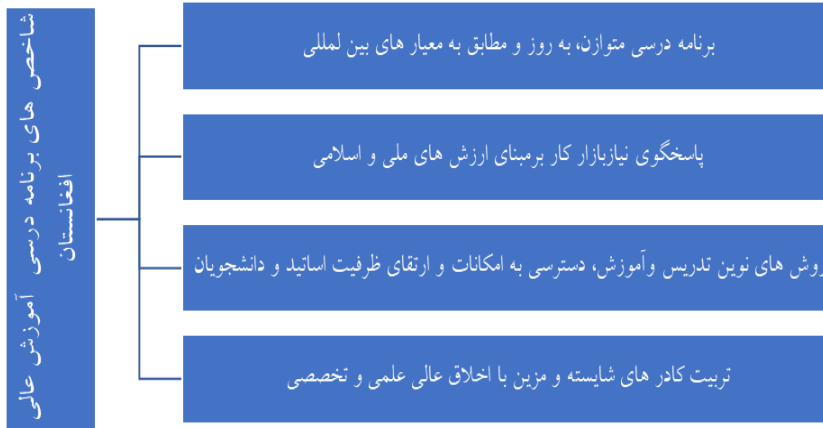 شاخص های برنامه درسی آموزش عالی
افغانستان
برنامه درسی متوازن، به روز و مطابق به معیار های بین لمللی
پاسخگوی نیازبازار کار برمبنای ارزش های ملی و اسلامی
روش های نوین تدریس وآموزش، دسترسی به امکانات و ارتقای ظرفیت اساتید و دانشجویان
تربیت کادر های شایسته و مزین با اخلاق عالی علمی و تخصصی